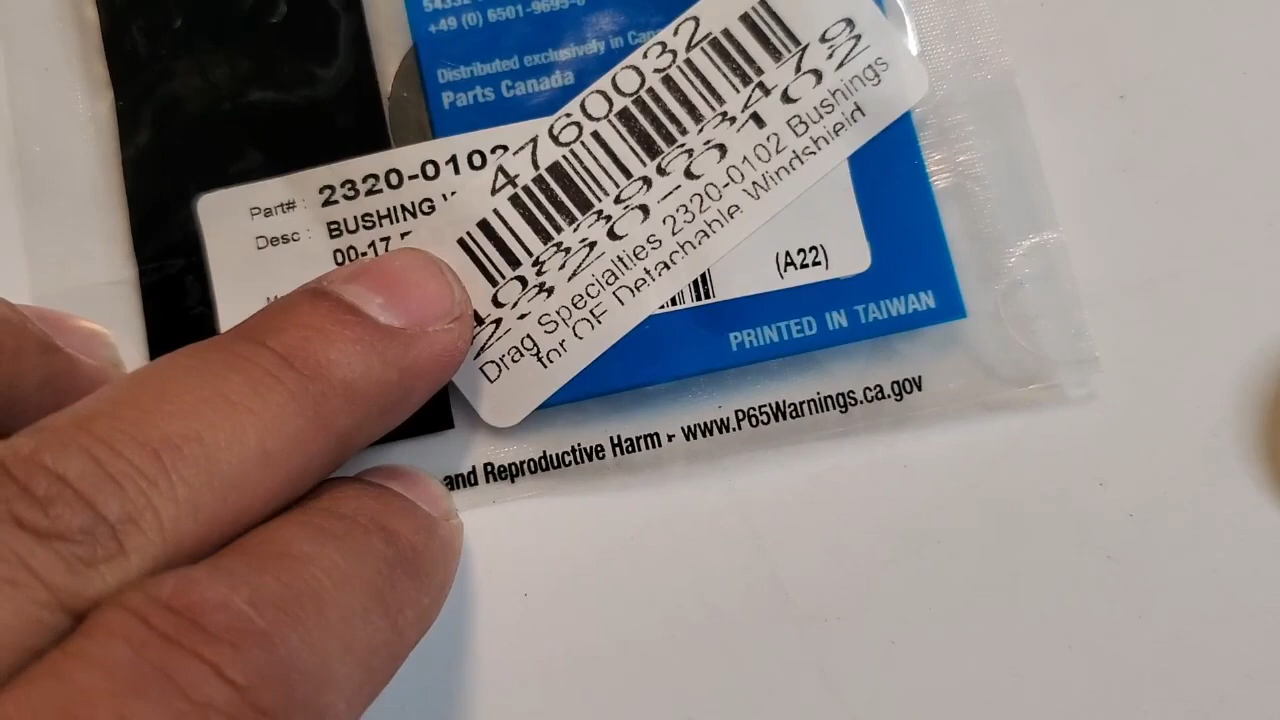 +49 (0) 6501-9695-0
Distributed exclusively in
Parts Canada
Part# : 2320-0102
Desc : BUSHING
00-17
4760032
2320-0102
Drag Specialties 2320-0102 Bushings
for OE Detachable Windshield
(A22)
PRINTED IN TAIWAN
and Reproductive Harm - www.P65Warnings.ca.gov